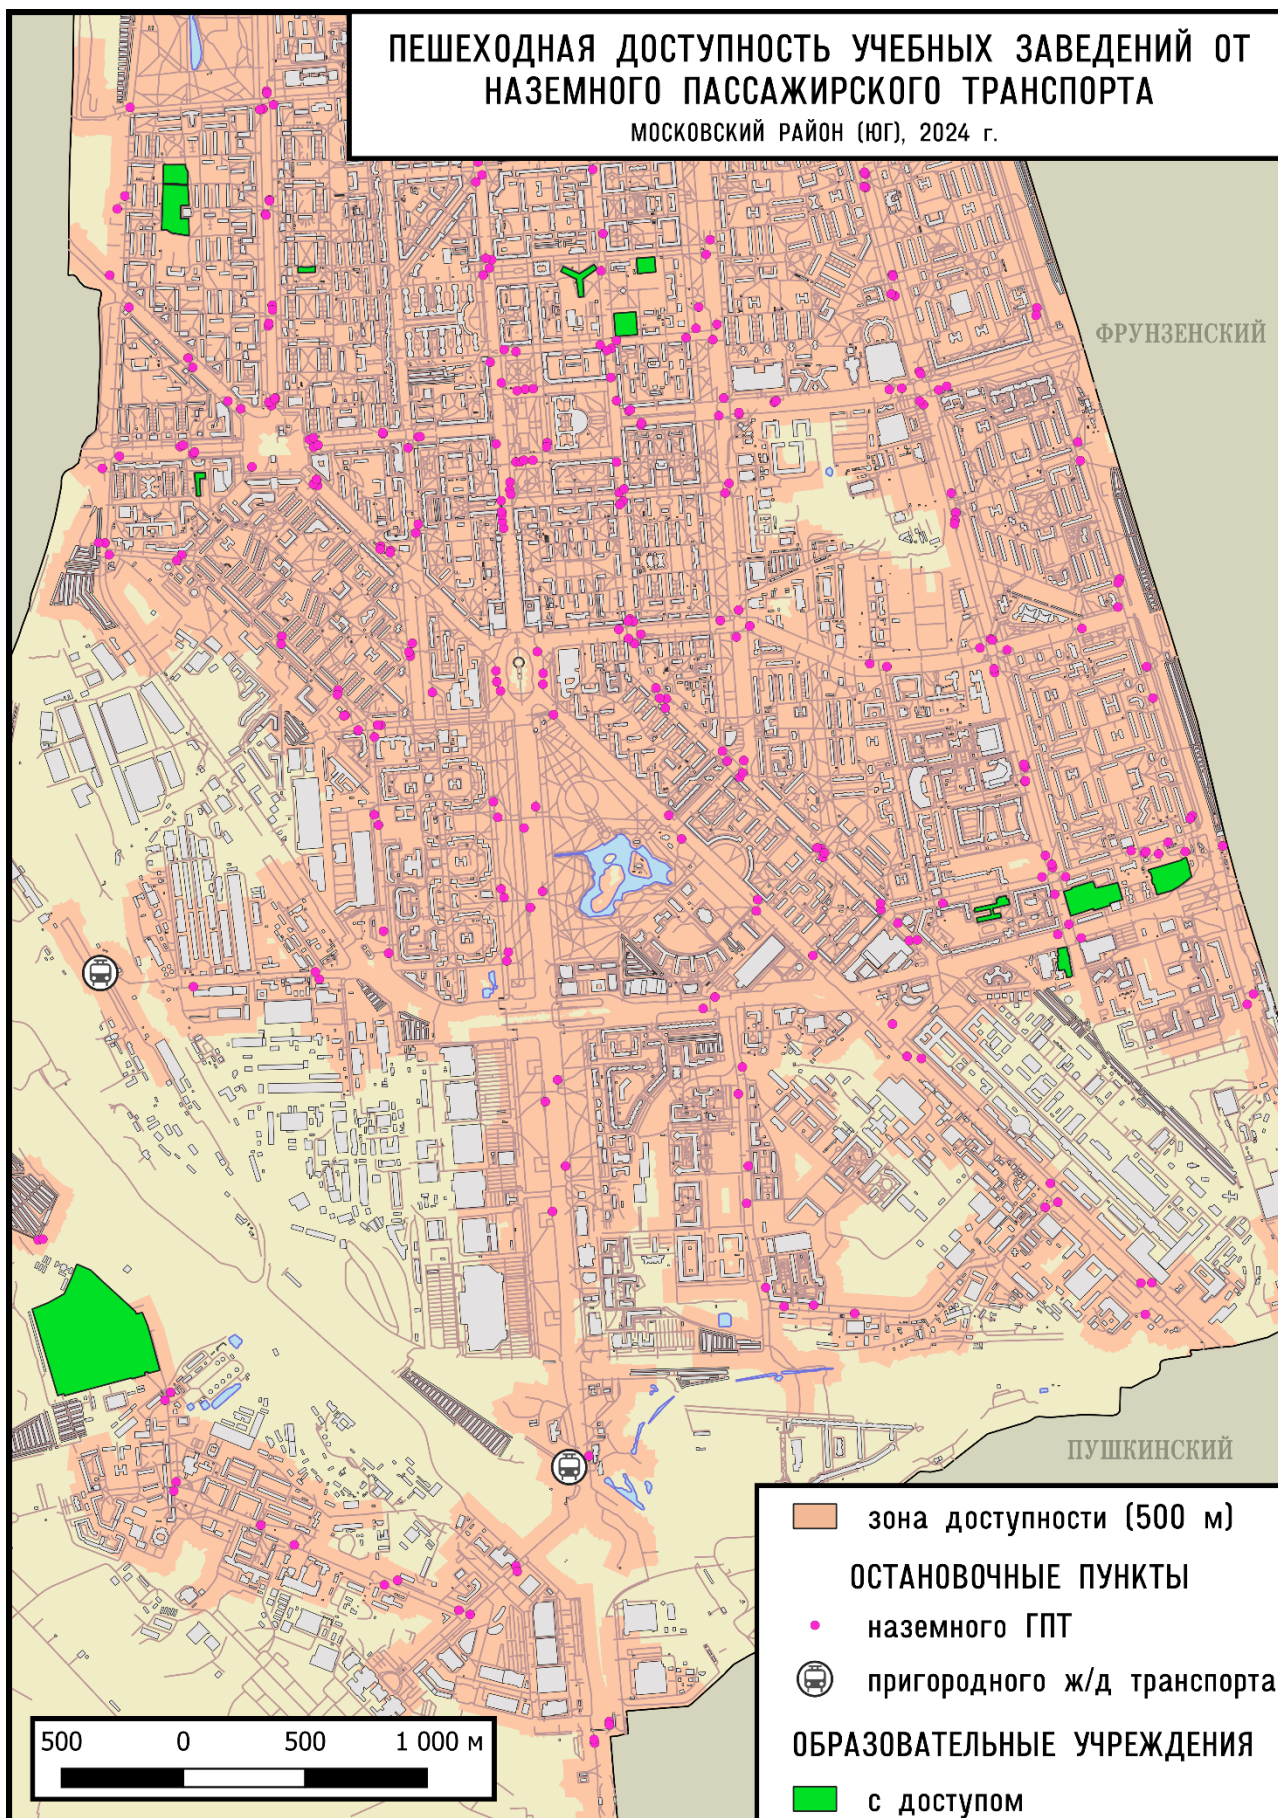 ПЕШЕХОДНАЯ ДОСТУПНОСТЬ УЧЕБНЫХ ЗАВЕДЕНИЙ ОТ
НАЗЕМНОГО ПАССАЖИРСКОГО ТРАНСПОРТА
МОСКОВСКИЙ РАЙОН (ЮГ), 2024 г.
ФРУНЗЕНСКИЙ
ПУШКИНСКИЙ
зона доступности (500 м)
ОСТАНОВОЧНЫЕ ПУНКТЫ
наземного ГПТ
пригородного ж/д транспорта
ОБРАЗОВАТЕЛЬНЫЕ УЧРЕЖДЕНИЯ
с доступом
500 0 500 1 000 м